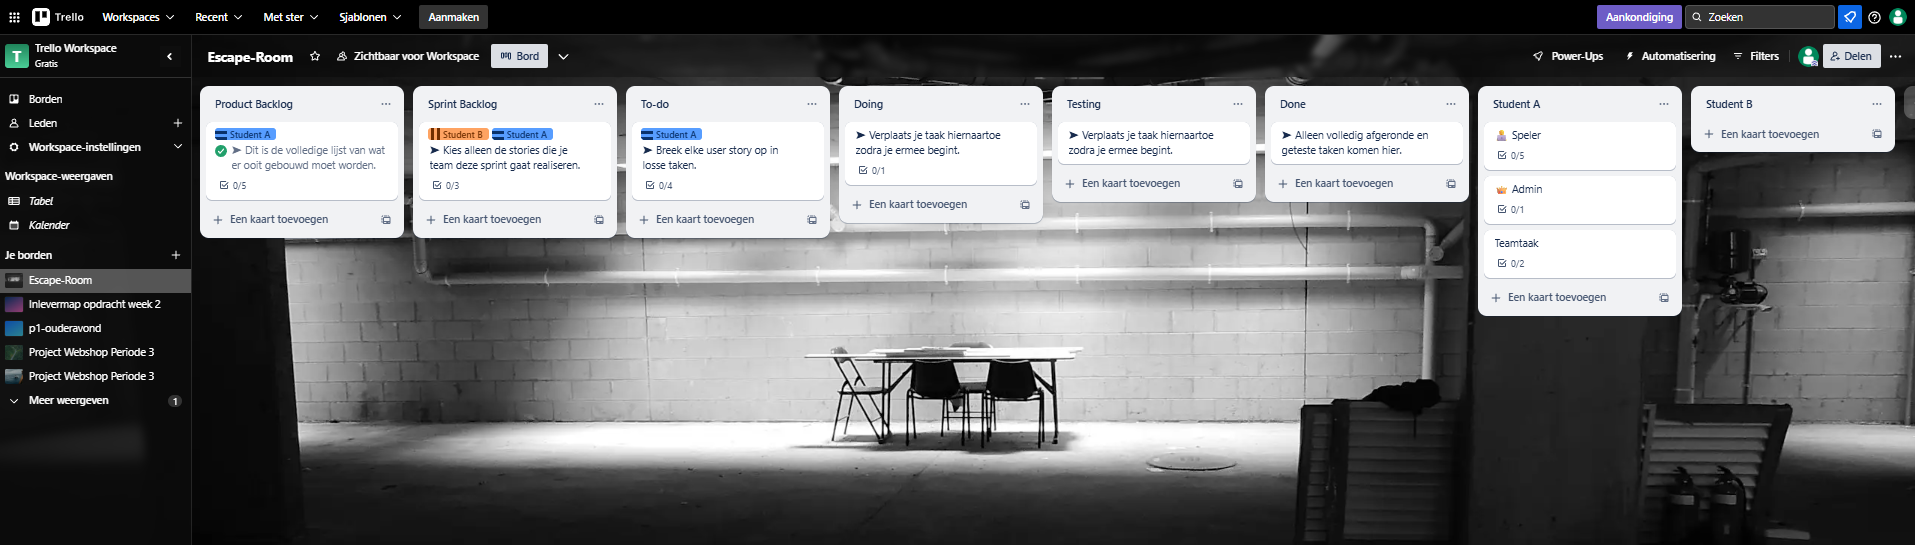 Trello
Workspaces
Recent
Met ster
Sjablonen
Aanmaken
Aankondiging
Zoeken
T
Trello Workspace
Gratis
Escape-Room
Zichtbaar voor Workspace
Bord
Power-Ups
Automatisering
Filters
Delen
Borden
Leden
Workspace-instellingen
Workspace-weergaven
Tabel
Kalender
Je borden
Escape-Room
Inlevermap opdracht week 2
p1-ouderavond
Project Webshop Periode 3
Project Webshop Periode 3
Meer weergeven
1
Product Backlog
Student A
➤ Dit is de volledige lijst van wat
er ooit gebouwd moet worden.
0/5
Een kaart toevoegen
Sprint Backlog
Student B
Student A
➤ Kies alleen de stories die je
team deze sprint gaat realiseren.
0/3
Een kaart toevoegen
To-do
Student A
➤ Breek elke user story op in
losse taken.
0/4
Een kaart toevoegen
Doing
➤ Verplaats je taak hiernaartoe
zodra je ermee begint.
0/1
Een kaart toevoegen
Testing
➤ Verplaats je taak hiernaartoe
zodra je ermee begint.
Een kaart toevoegen
Done
➤ Alleen volledig afgeronde en
geteste taken komen hier.
Een kaart toevoegen
Student A
Speler
0/5
Admin
0/1
Teamtaak
0/2
Een kaart toevoegen
Student B
Een kaart toevoegen